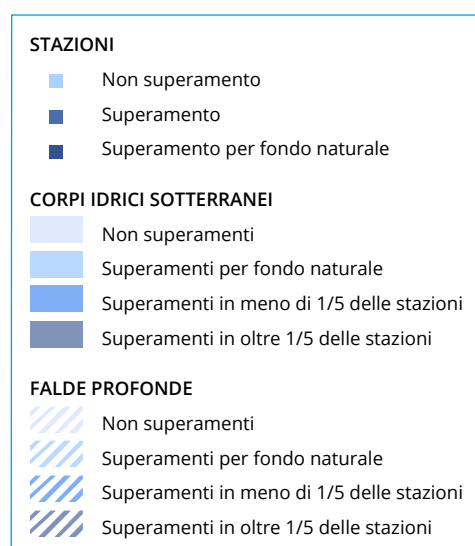 STAZIONI
Non superamento
Superamento
Superamento per fondo naturale
CORPI IDRICI SOTTERRANEI
Non superamenti
Superamenti per fondo naturale
Superamenti in meno di 1/5 delle stazioni
Superamenti in oltre 1/5 delle stazioni
FALDE PROFONDE
Non superamenti
Superamenti per fondo naturale
Superamenti in meno di 1/5 delle stazioni
Superamenti in oltre 1/5 delle stazioni